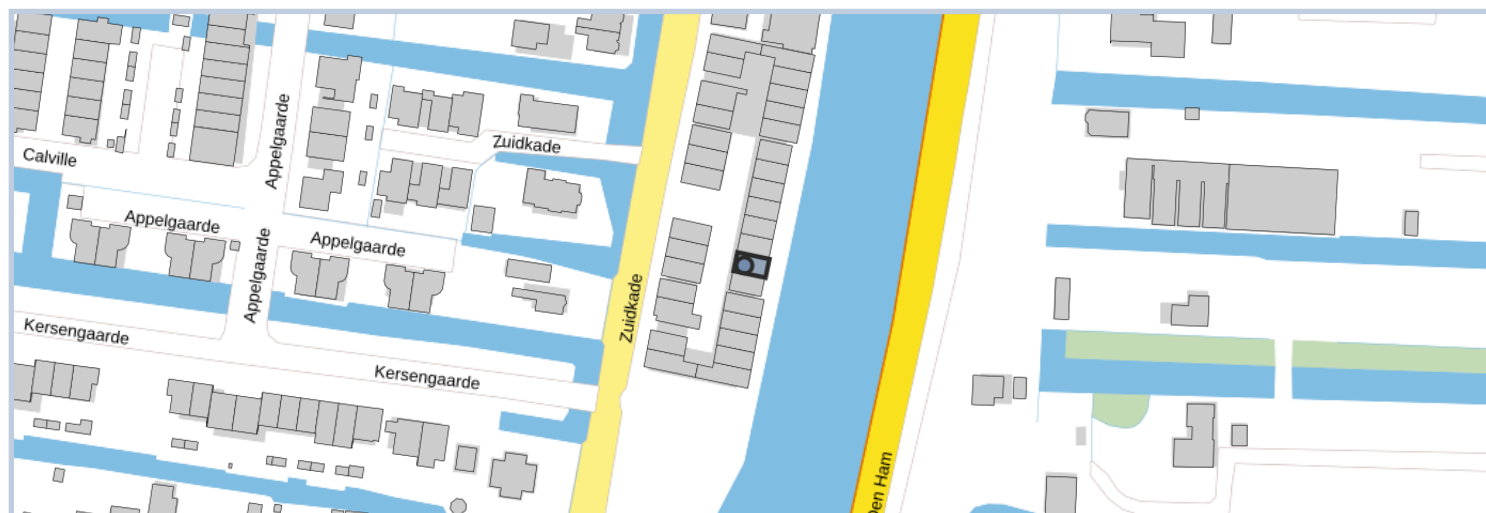 Zuidkade
Calville
Appelgaarde
Appelgaarde
Appelgaarde
Appelgaarde
Zuidkade
Kersengaarde
Kersengaarde
Den Ham